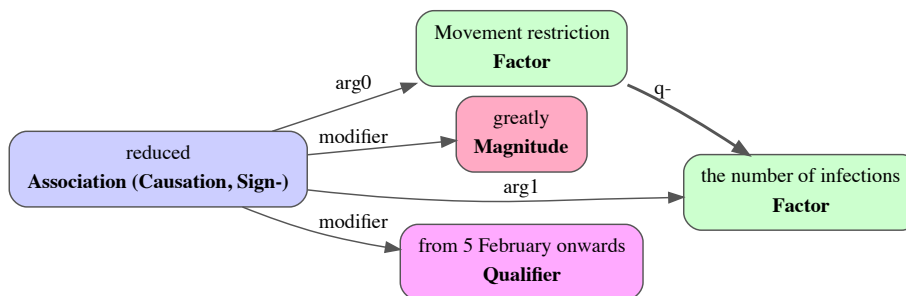 Movement restriction
Factor
arg0
q-
greatly
Magnitude
modifier
reduced
Association (Causation, Sign-)
arg1
the number of infections
Factor
modifier
from 5 February onwards
Qualifier